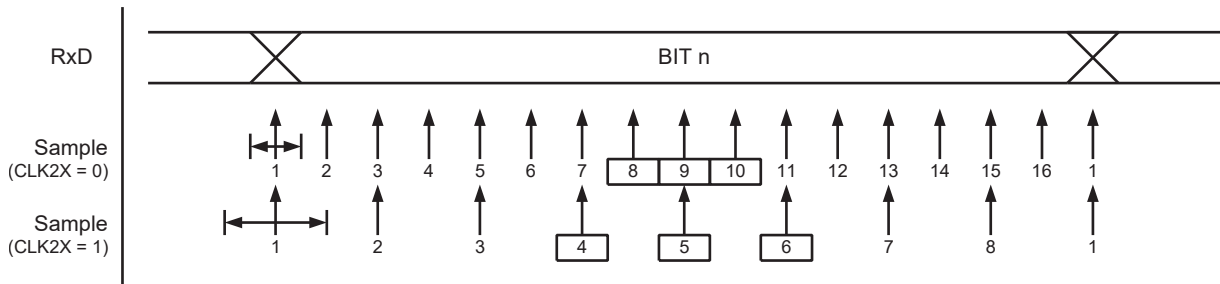 RxD BIT n
Sample
(CLK2X = 0) 1 2 3 4 5 6 7 8 9 10 11 12 13 14 15 16 1
Sample
(CLK2X = 1) 1 2 3 4 5 6 7 8 1